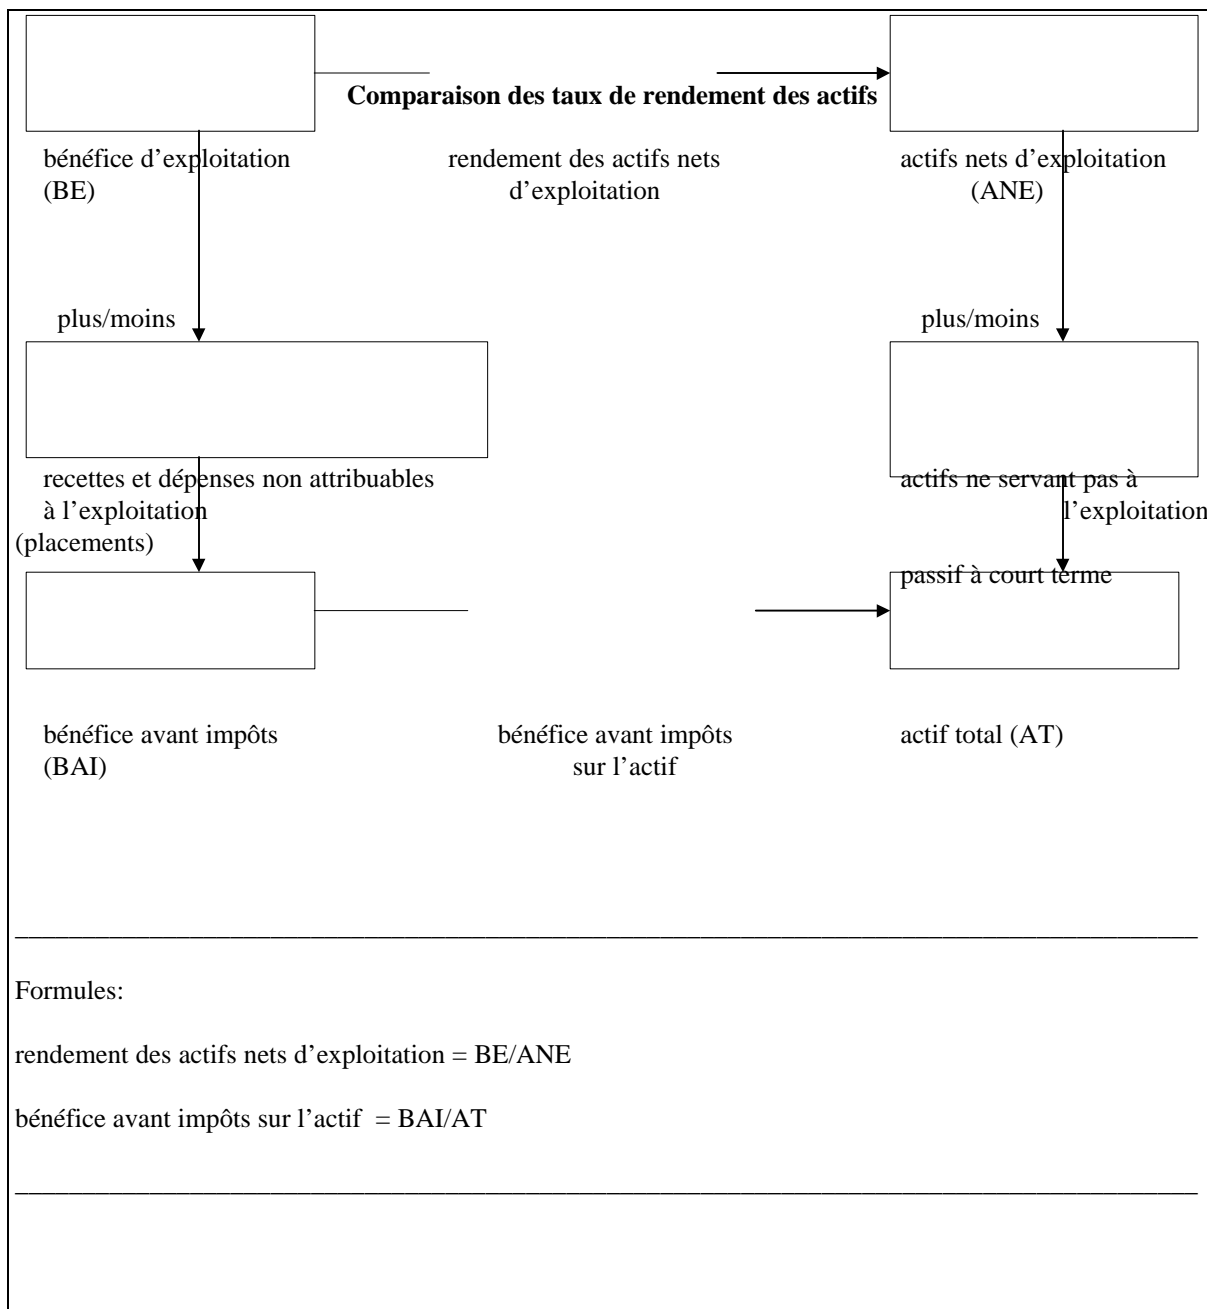 Comparaison des taux de rendement des actifs
bénéfice d’exploitation rendement des actifs nets actifs nets d’exploitation
(BE) d’exploitation (ANE)
plus/moins plus/moins
recettes et dépenses non attribuables actifs ne servant pas à
à l’exploitation l’exploitation
(placements)
passif à court terme
bénéfice avant impôts bénéfice avant impôts actif total (AT)
(BAI) sur l’actif
Formules:
rendement des actifs nets d’exploitation = BE/ANE
bénéfice avant impôts sur l’actif = BAI/AT